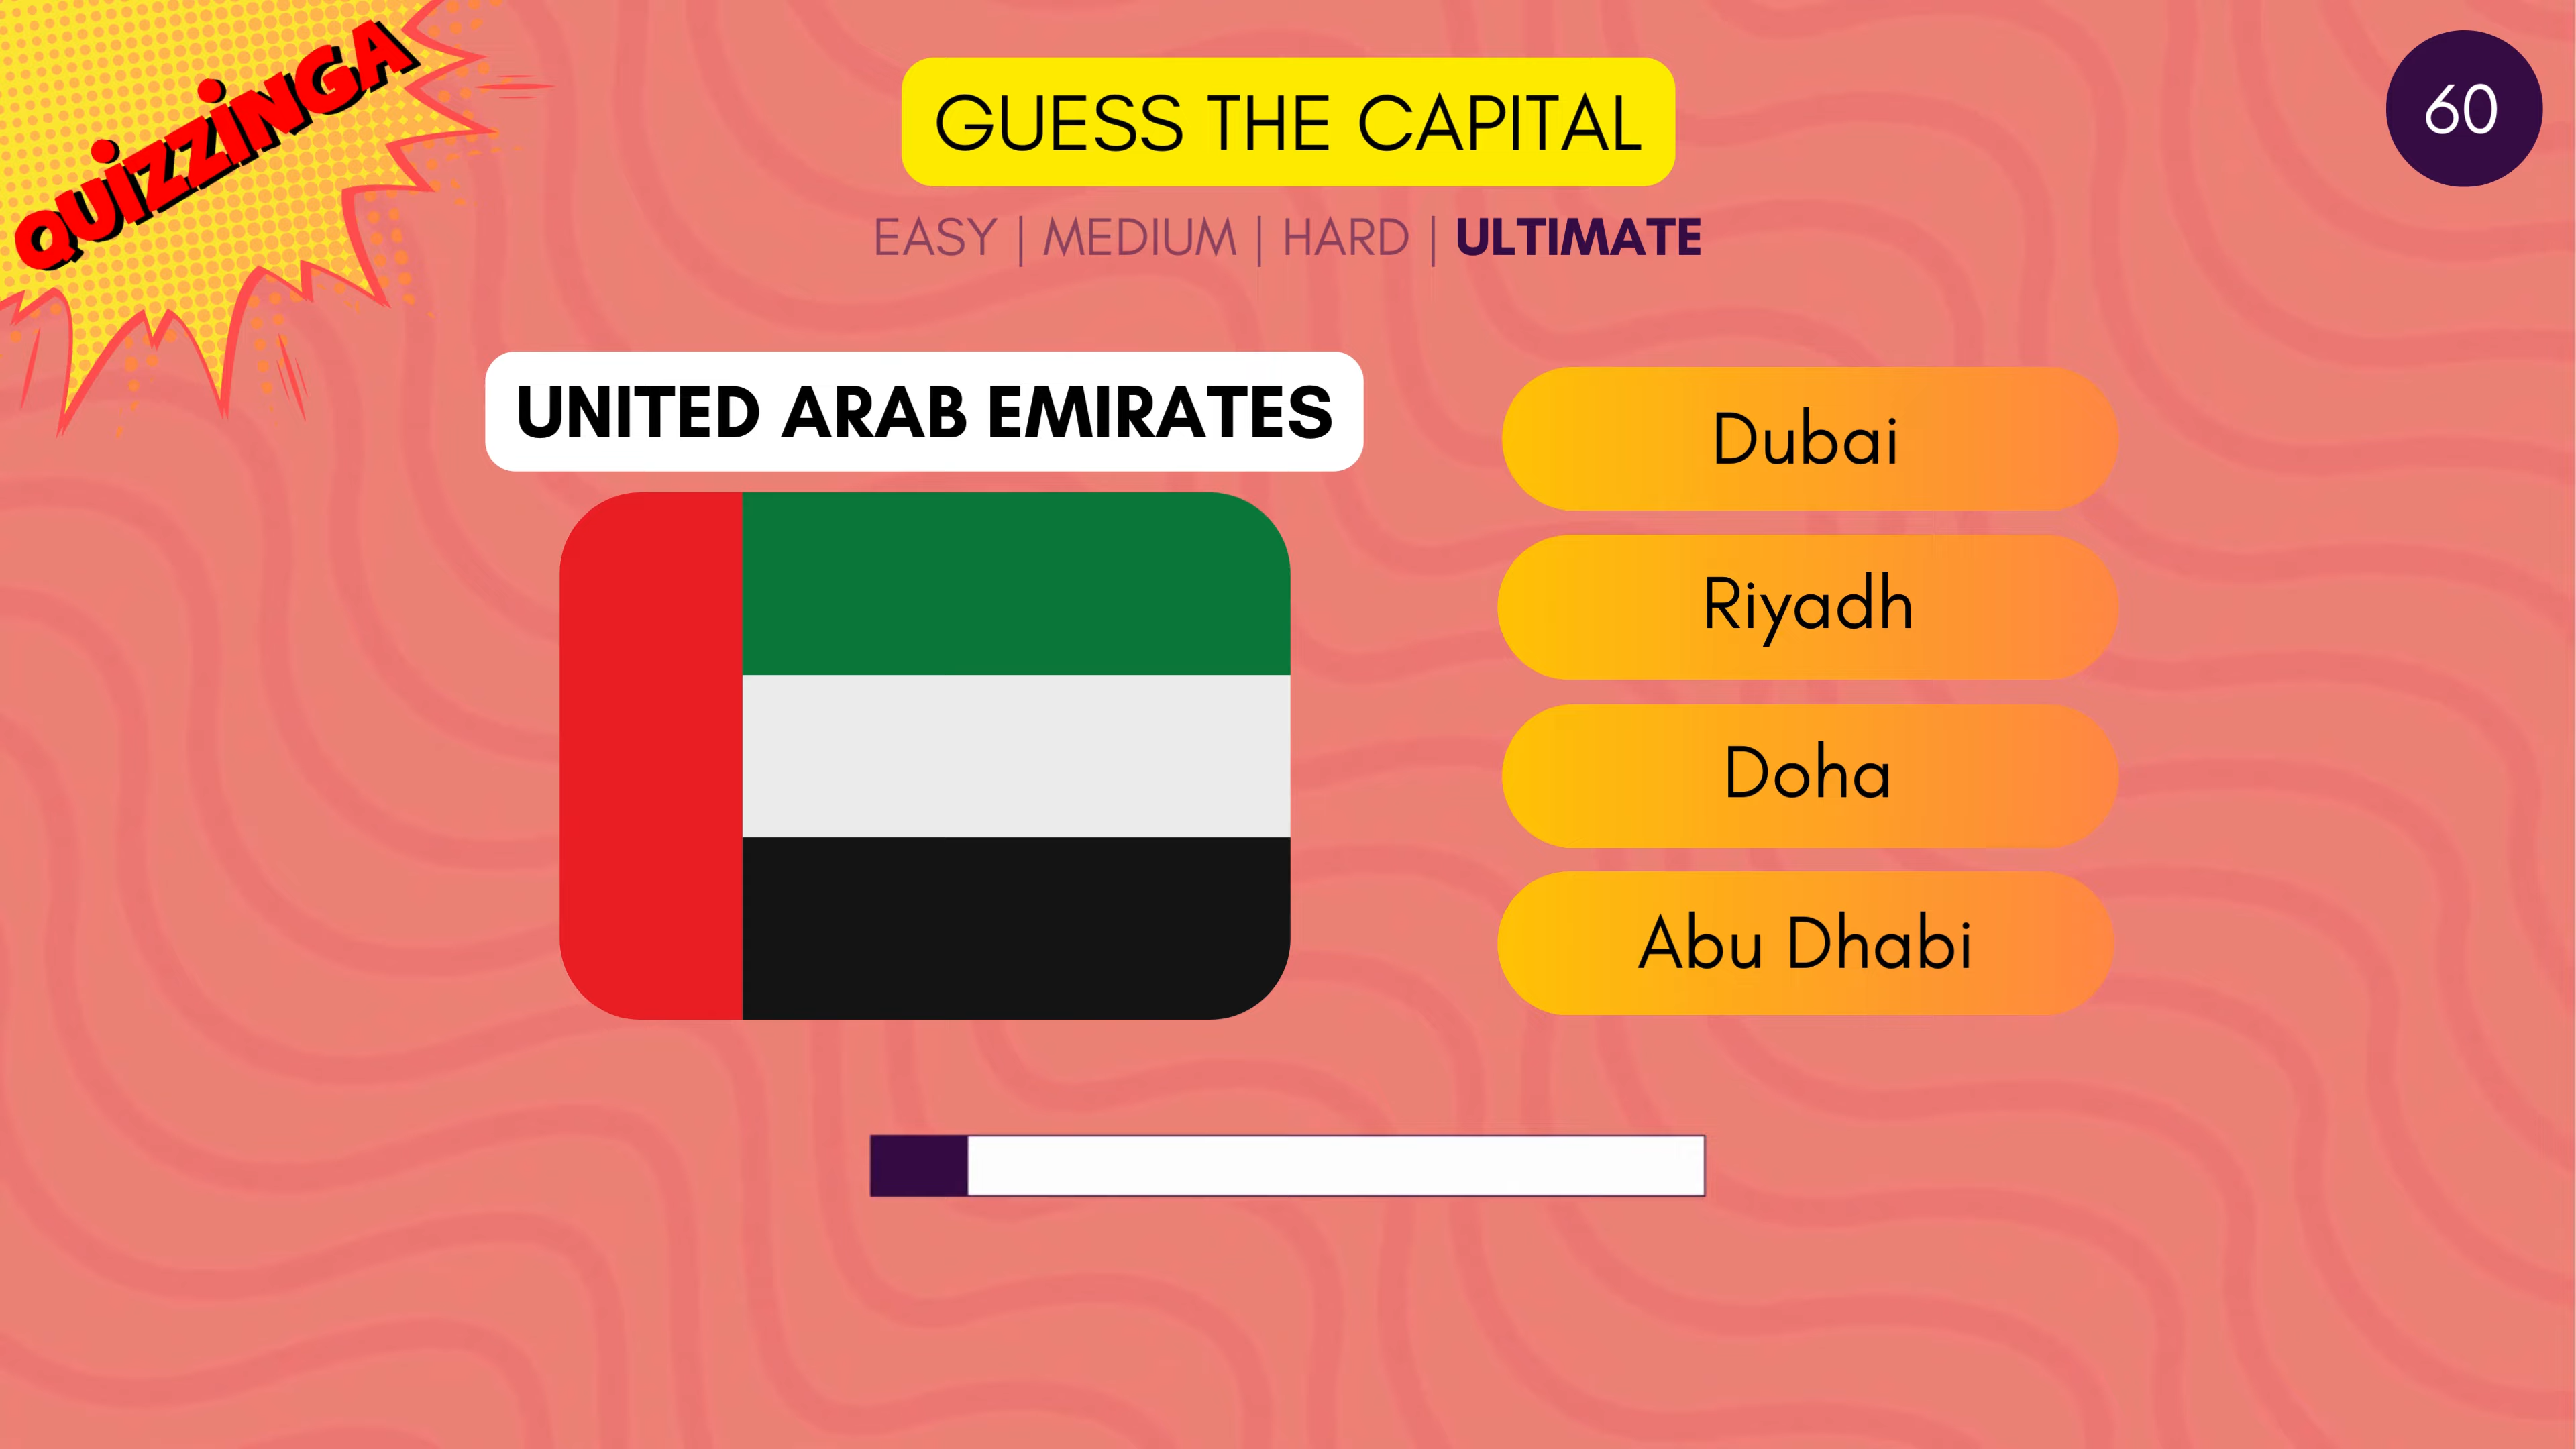 QUIZZINGA
GUESS THE CAPITAL
60
EASY | MEDIUM | HARD | ULTIMATE
UNITED ARAB EMIRATES
Dubai
Riyadh
Doha
Abu Dhabi